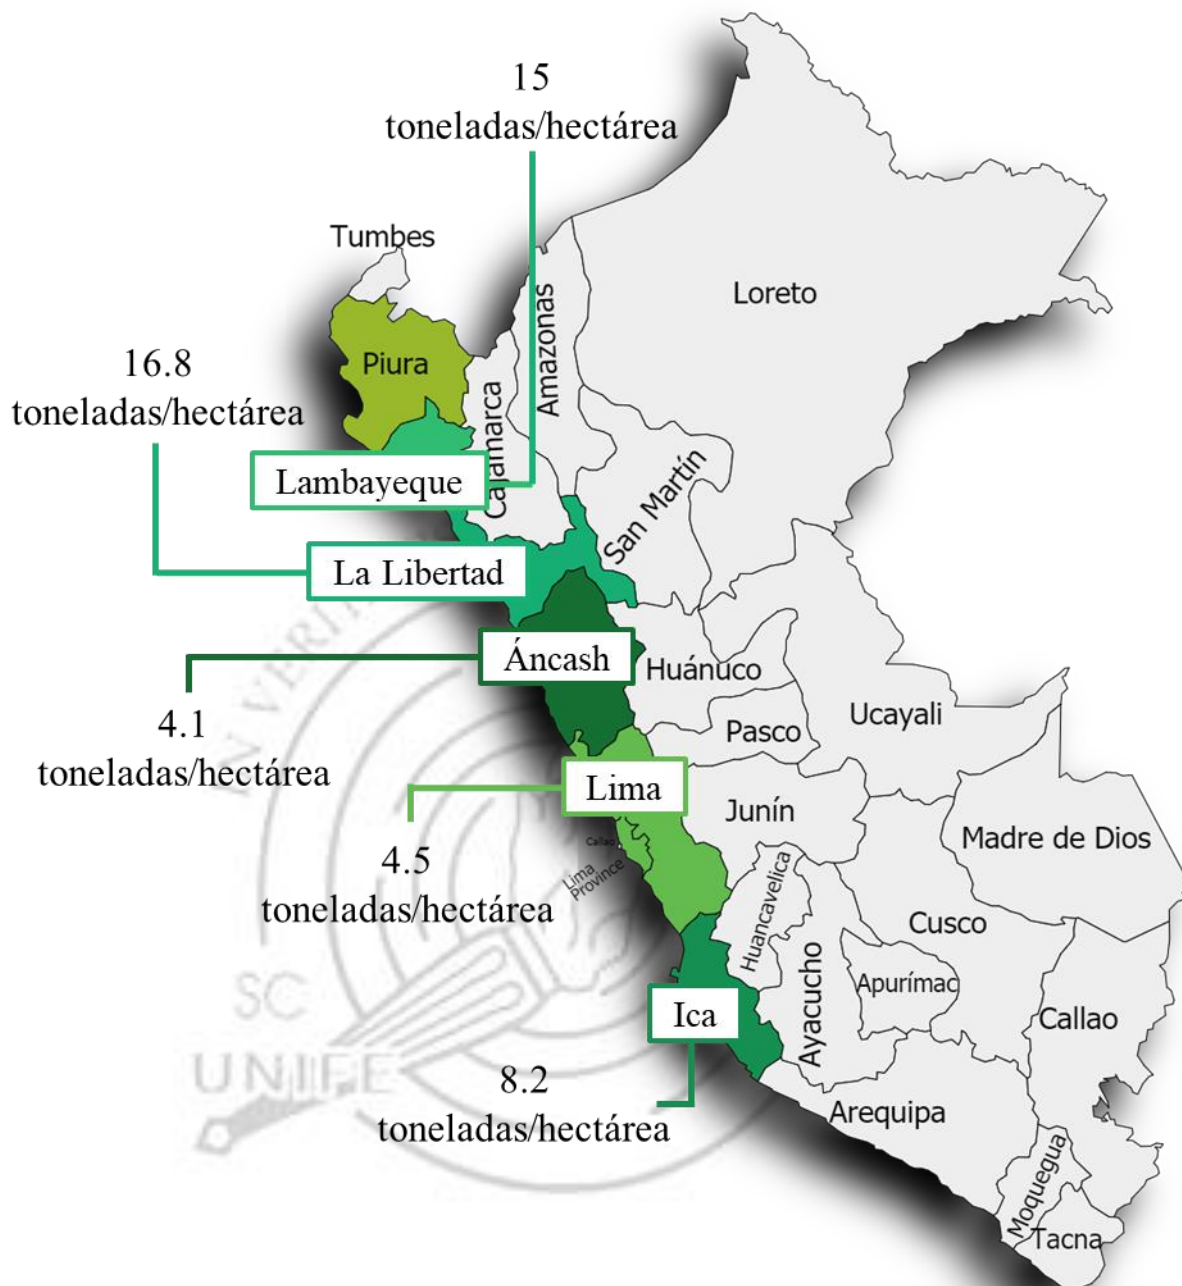 15
toneladas/hectárea
Tumbes
Loreto
Amazonas
Piura
16.8
toneladas/hectárea
Cajamarca
Lambayeque
San Martín
La Libertad
Áncash
Huánuco
4.1
toneladas/hectárea
Pasco
Ucayali
Lima
Junín
Madre de Dios
Callao
Lima
Province
4.5
toneladas/hectárea
Huancavelica
Cusco
Ayacucho
Apurímac
Ica
Callao
8.2
toneladas/hectárea
Arequipa
Moquegua
Tacna
SC
UNIFE